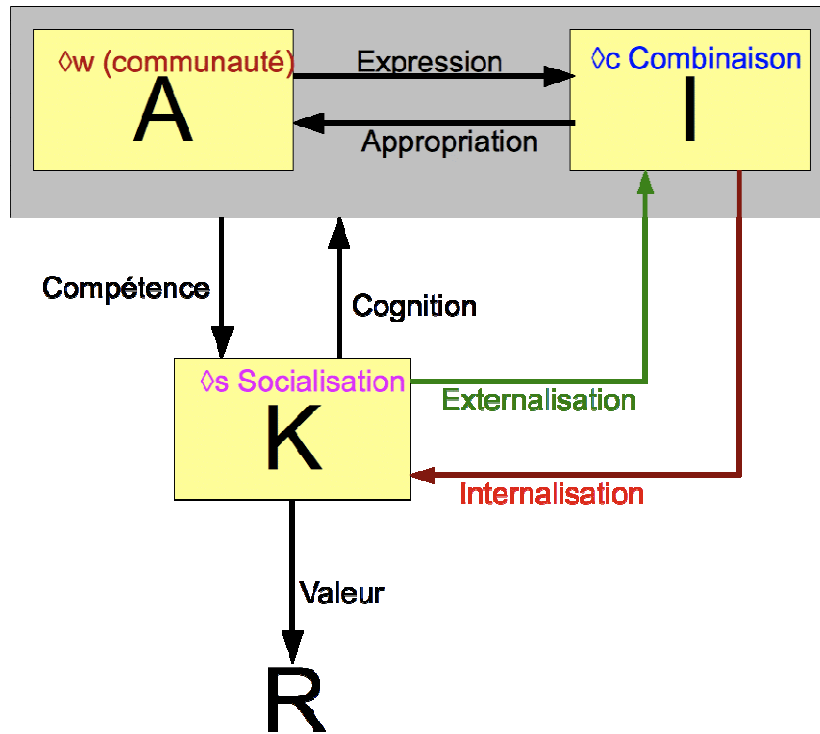 ◊w (communauté)
A
Expression
Appropriation
◊c Combinaison
I
Compétence
Cognition
◊s Socialisation
K
Externalisation
Internalisation
Valeur
R